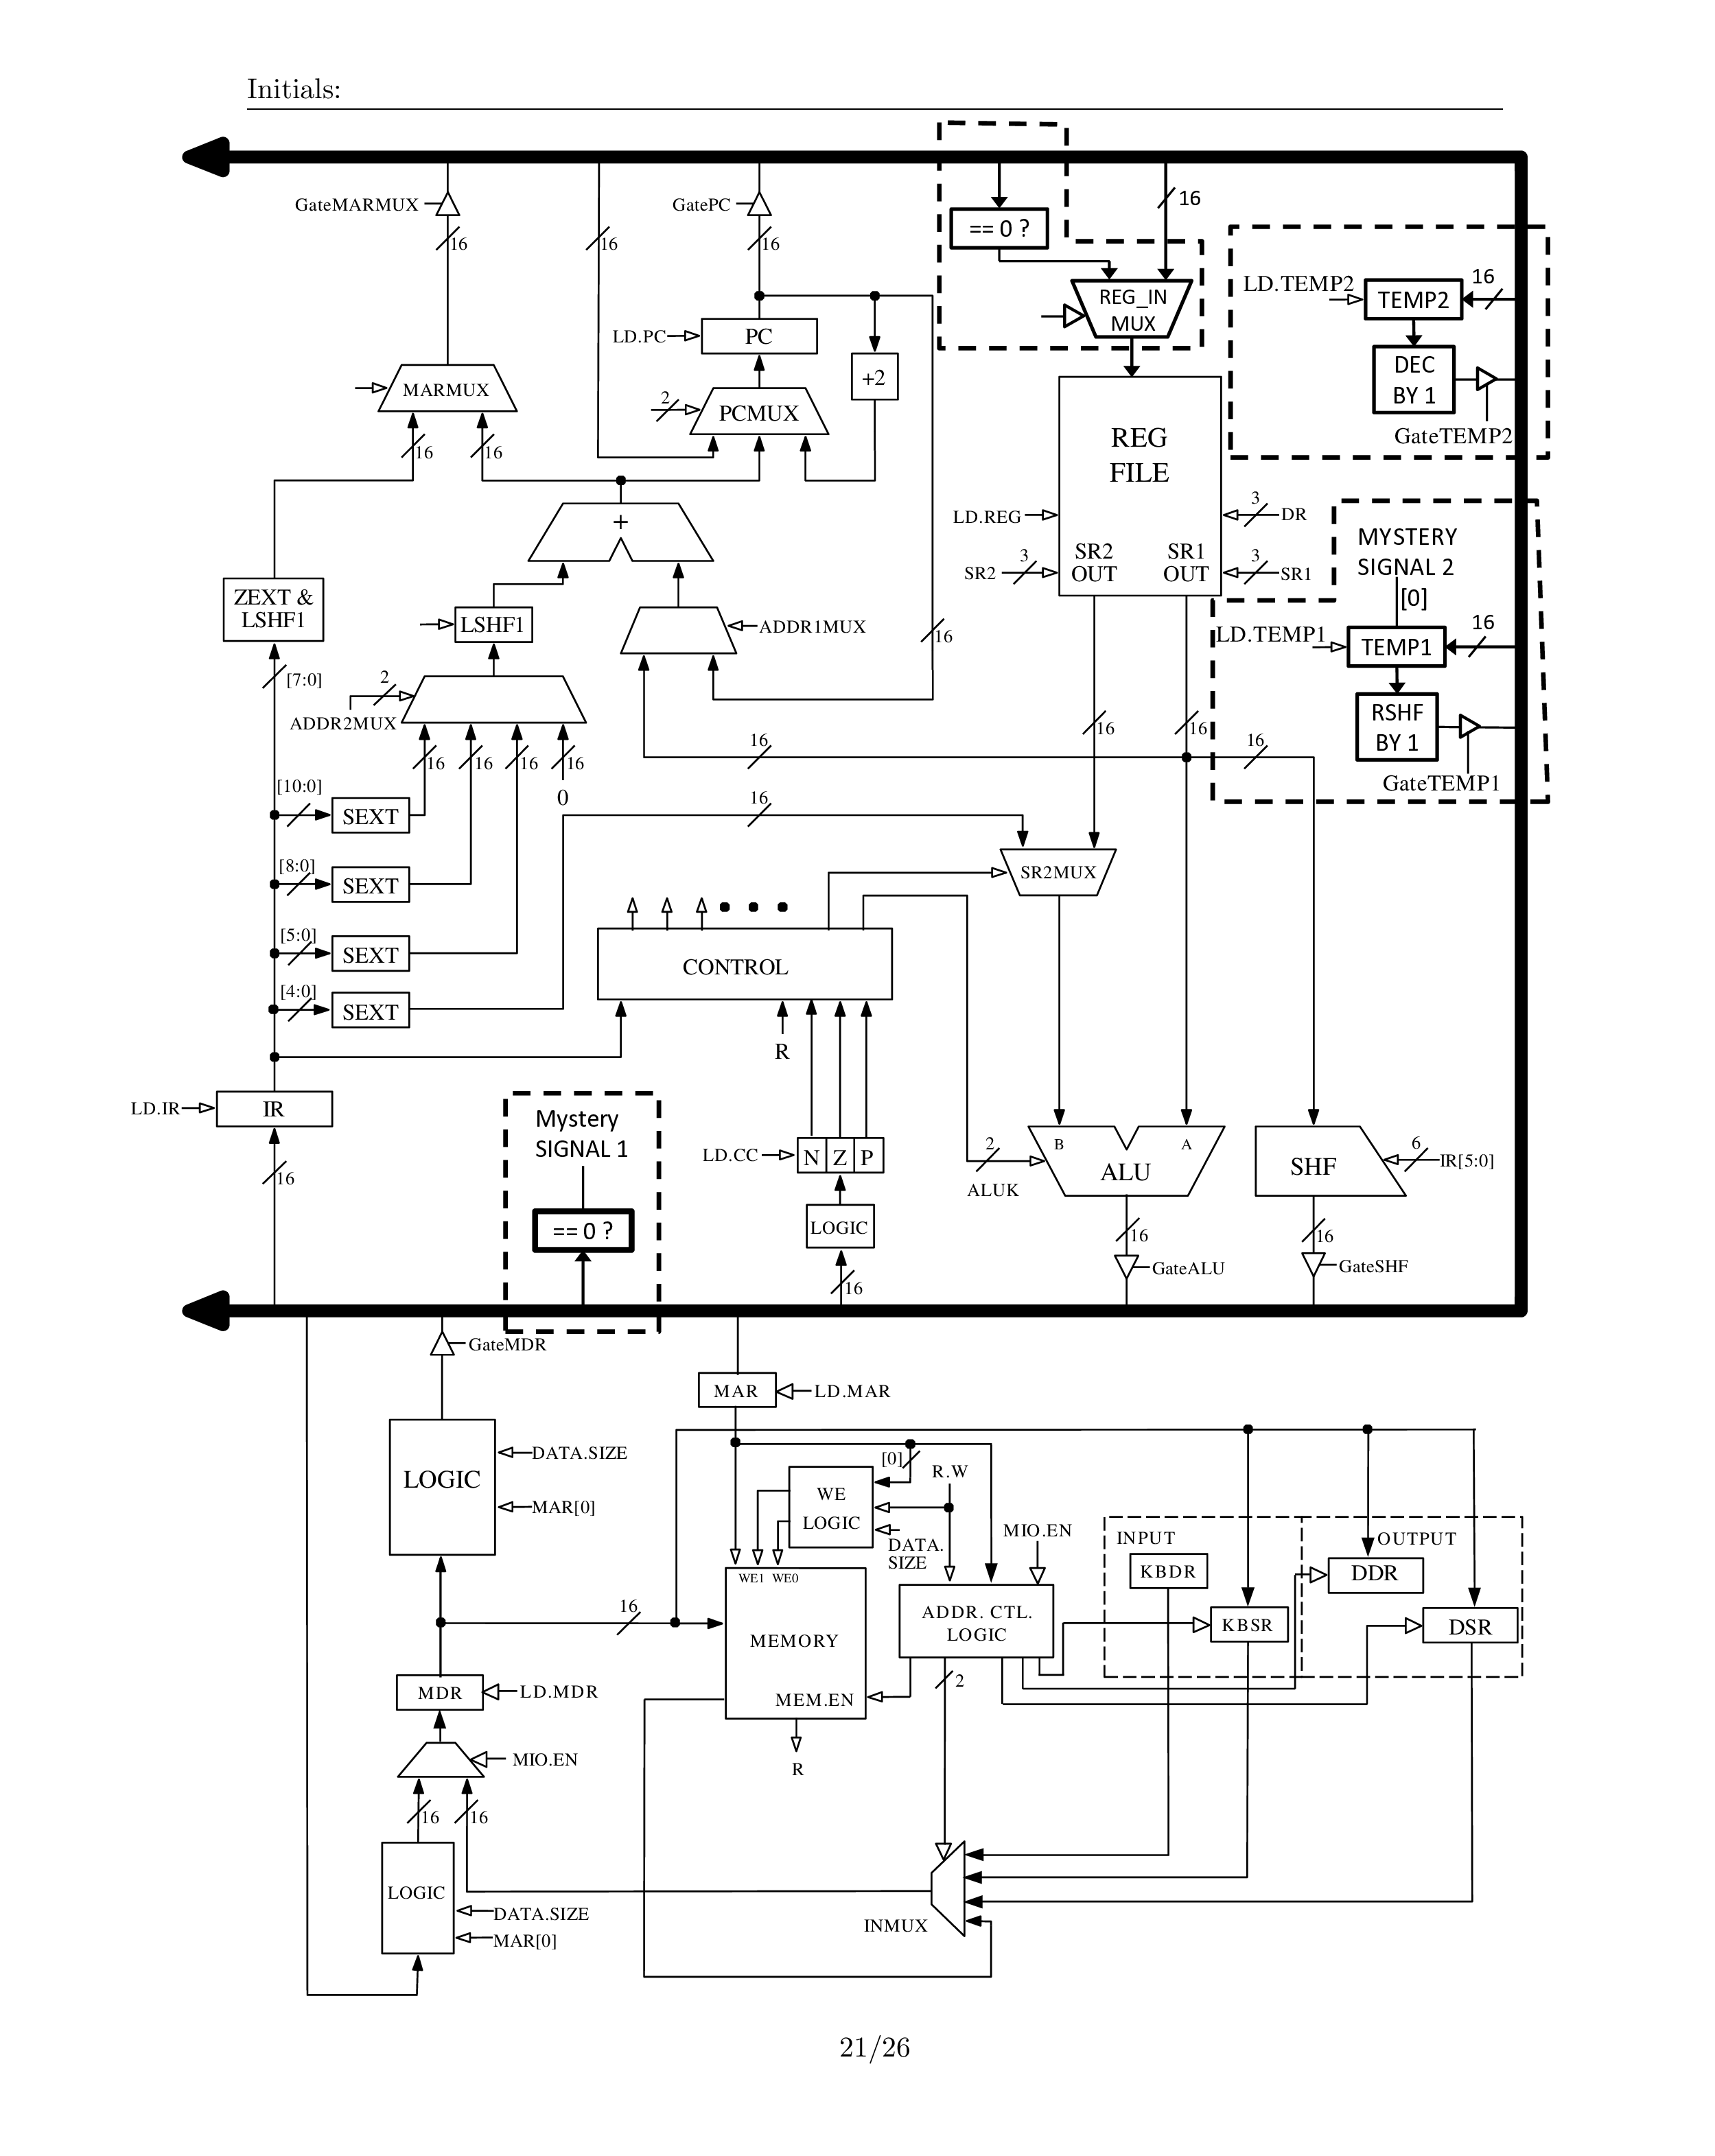 Initials:
GateMARMUX
16
16
GatePC
16
== 0 ?
16
REG_IN
MUX
LD.TEMP2
TEMP2
16
DEC
BY 1
GateTEMP2
LD.PC
PC
+2
MARMUX
2
PCMUX
16
16
REG
FILE
LD.REG
3
DR
SR2
3
SR2
OUT
SR1
OUT
3
SR1
MYSTERY
SIGNAL 2
[0]
LD.TEMP1
TEMP1
16
RSHF
BY 1
GateTEMP1
+
ZEXT &
LSHF1
LSHF1
ADDR1MUX
16
[7:0]
2
ADDR2MUX
16
16
16
16
0
16
16
16
16
16
[10:0]
SEXT
[8:0]
SEXT
[5:0]
SEXT
[4:0]
SEXT
SR2MUX
CONTROL
R
LD.IR
IR
16
Mystery
SIGNAL 1
== 0 ?
LD.CC
N Z P
LOGIC
16
2
ALUK
B
A
ALU
SHF
6
IR[5:0]
16
GateALU
16
GateSHF
GateMDR
MAR
LD.MAR
LOGIC
DATA.SIZE
MAR[0]
[0]
R.W
WE
LOGIC
DATA.
SIZE
MIO.EN
INPUT
KBDR
KBSR
OUTPUT
DDR
DSR
WE1 WE0
16
MEMORY
MEM.EN
ADDR. CTL.
LOGIC
2
R
MDR
LD.MDR
MIO.EN
16
16
LOGIC
DATA.SIZE
MAR[0]
INMUX
21/26